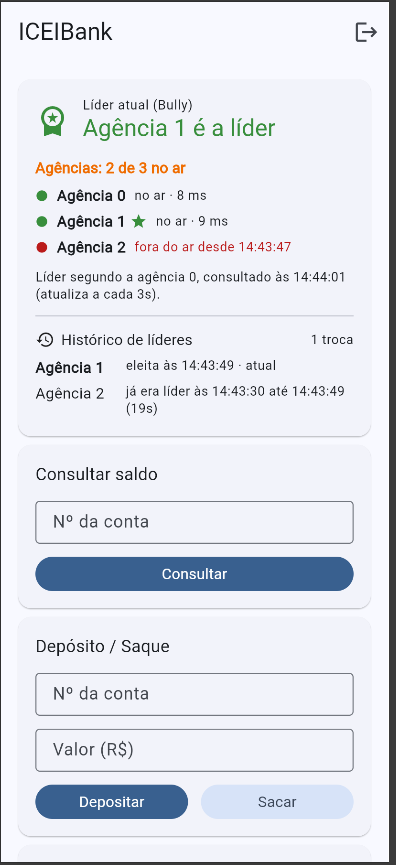 ICEIBank
Líder atual (Bully)
Agência 1 é a líder
Agências: 2 de 3 no ar
Agência 0 no ar · 8 ms
Agência 1 ★ no ar · 9 ms
Agência 2 fora do ar desde 14:43:47
Líder segundo a agência 0, consultado às 14:44:01
(atualiza a cada 3s).
Histórico de líderes 1 troca
Agência 1 eleita às 14:43:49 · atual
Agência 2 já era líder às 14:43:30 até 14:43:49
(19s)
Consultar saldo
Nº da conta
Consultar
Depósito / Saque
Nº da conta
Valor (R$)
Depositar Sacar